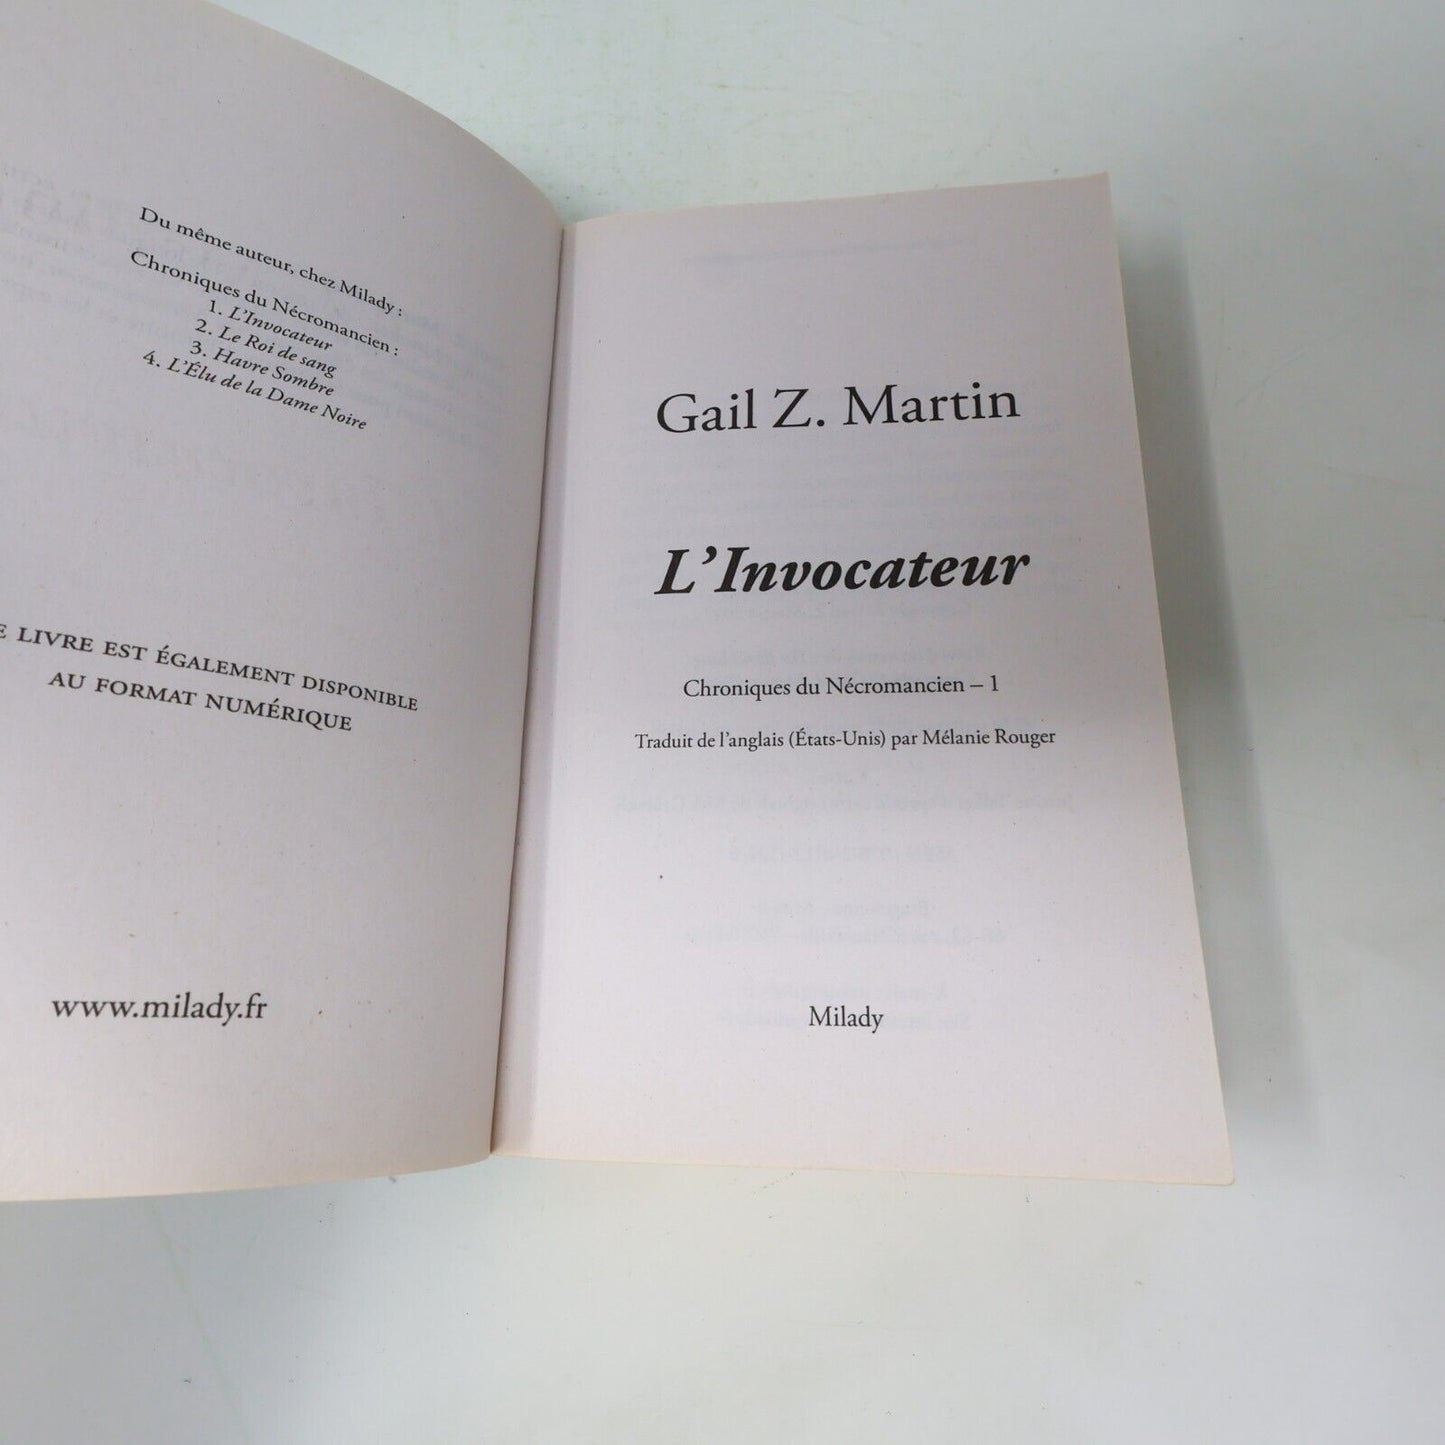 Du même auteur, chez Milady :
Chroniques du Nécromancien :
1. L'Invocateur
2. Le Roi de sang
3. Havre Sombre
4. L'Élu de la Dame Noire
LIVRE EST ÉGALEMENT DISPONIBLE
AU FORMAT NUMÉRIQUE
www.milady.fr
Gail Z. Martin
L'Invocateur
Chroniques du Nécromancien – 1
Traduit de l'anglais (États-Unis) par Mélanie Rouger
Milady